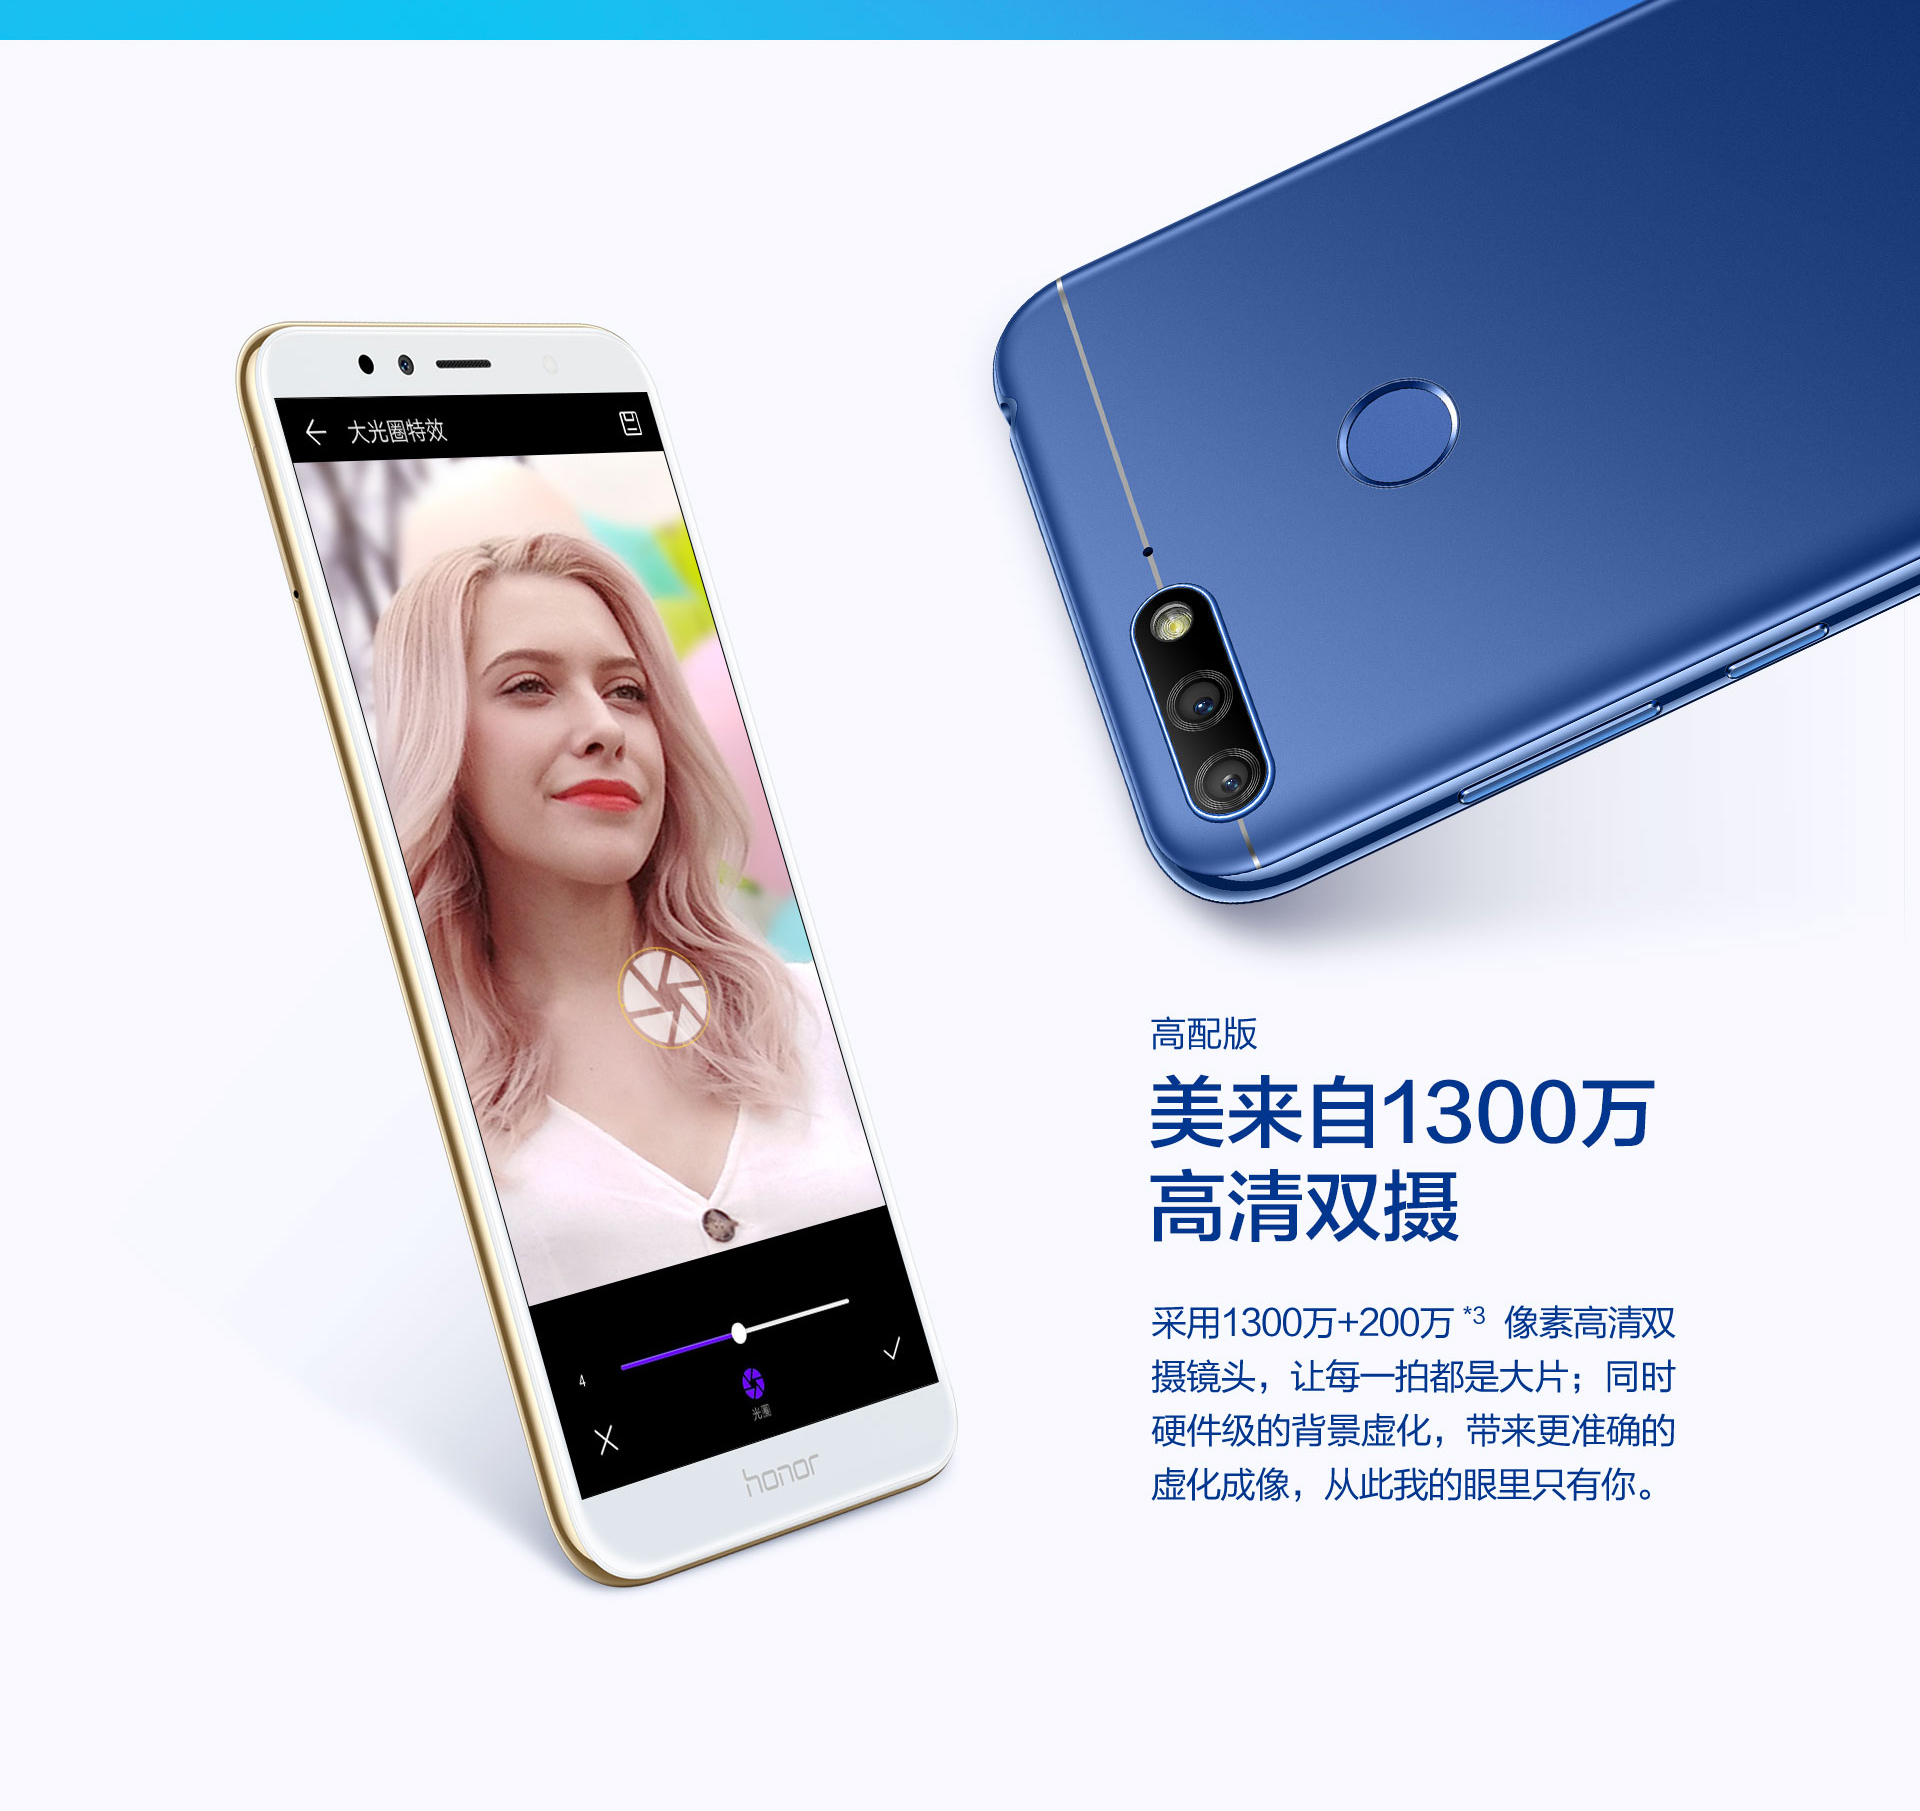 大光圈特效
4
光圈
honor
高配版
美来自1300万
高清双摄
采用1300万+200万 *3 像素高清双
摄镜头，让每一拍都是大片；同时
硬件级的背景虚化，带来更准确的
虚化成像，从此我的眼里只有你。